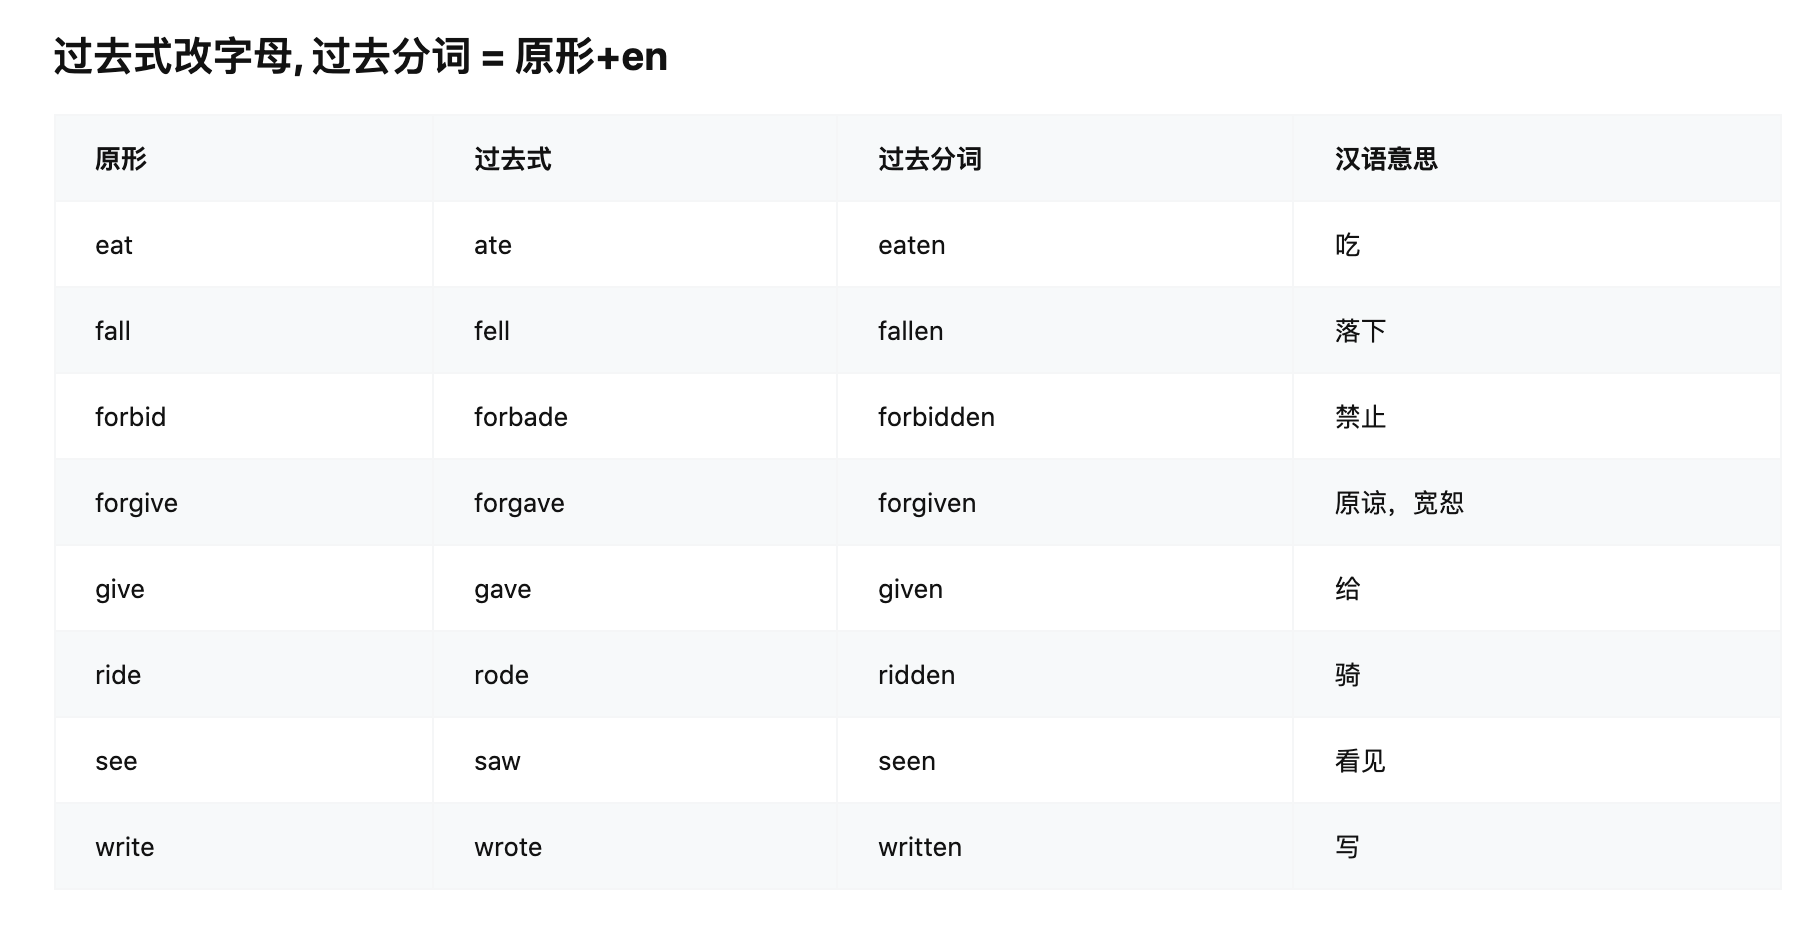 过去式改字母, 过去分词 = 原形+en
原形 过去式 过去分词 汉语意思
eat ate eaten 吃
fall fell fallen 落下
forbid forbade forbidden 禁止
forgive forgave forgiven 原谅，宽恕
give gave given 给
ride rode ridden 骑
see saw seen 看见
write wrote written 写